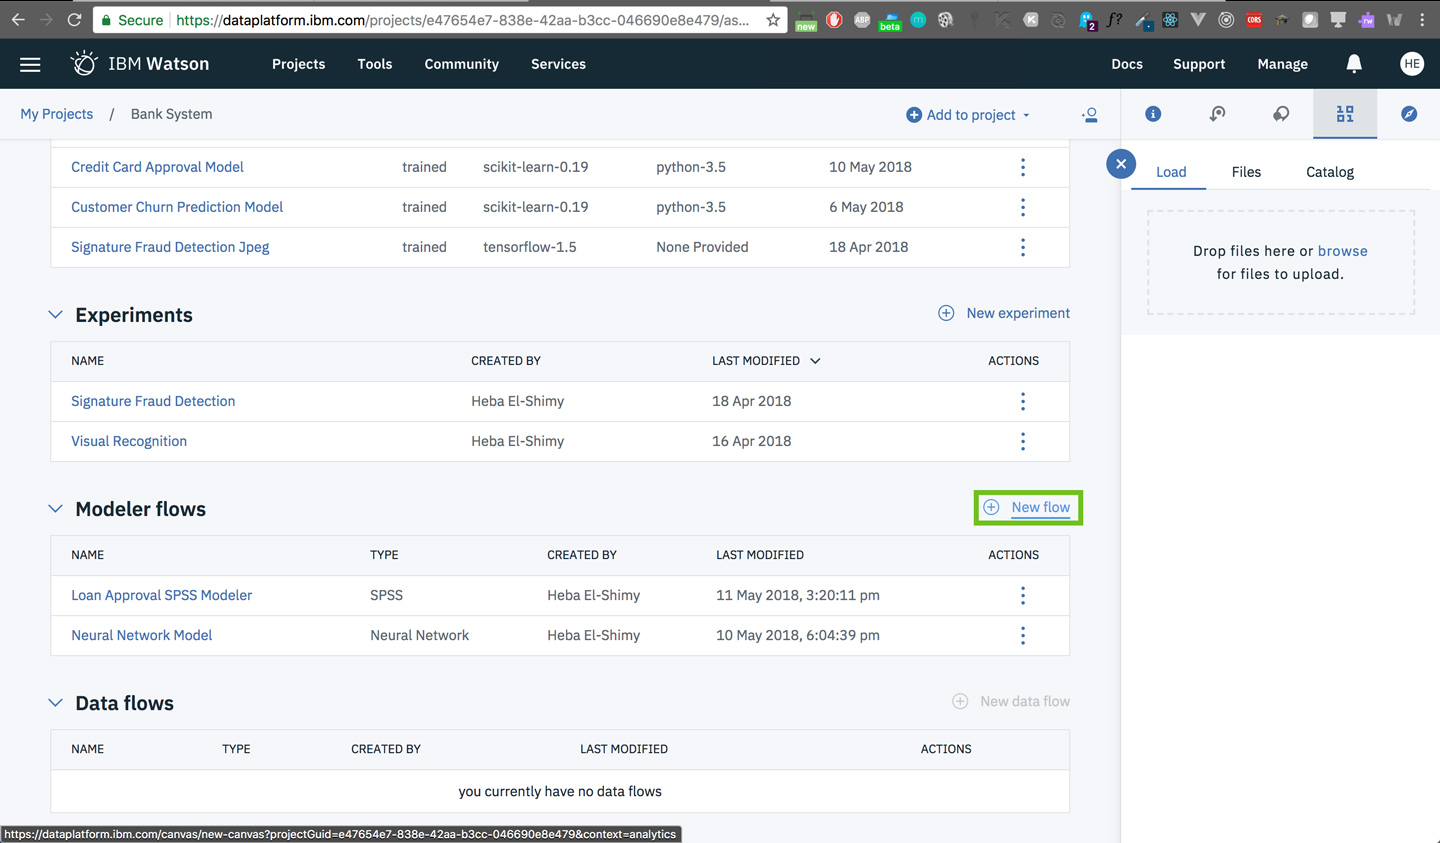 Secure https://dataplatform.ibm.com/projects/e47654e7-838e-42aa-b3cc-046690e8e479/as...
new ABP beta m K 2 f? CORS rw
IBM Watson Projects Tools Community Services Docs Support Manage HE
My Projects / Bank System Add to project
Credit Card Approval Model trained scikit-learn-0.19 python-3.5 10 May 2018
Customer Churn Prediction Model trained scikit-learn-0.19 python-3.5 6 May 2018
Signature Fraud Detection Jpeg trained tensorflow-1.5 None Provided 18 Apr 2018
Experiments New experiment
NAME CREATED BY LAST MODIFIED ACTIONS
Signature Fraud Detection Heba El-Shimy 18 Apr 2018
Visual Recognition Heba El-Shimy 16 Apr 2018
Modeler flows New flow
NAME TYPE CREATED BY LAST MODIFIED ACTIONS
Loan Approval SPSS Modeler SPSS Heba El-Shimy 11 May 2018, 3:20:11 pm
Neural Network Model Neural Network Heba El-Shimy 10 May 2018, 6:04:39 pm
Data flows New data flow
NAME TYPE CREATED BY LAST MODIFIED ACTIONS
you currently have no data flows
https://dataplatform.ibm.com/canvas/new-canvas?projectGuid=e47654e7-838e-42aa-b3cc-046690e8e479&context=analytics
Load Files Catalog
Drop files here or browse
for files to upload.